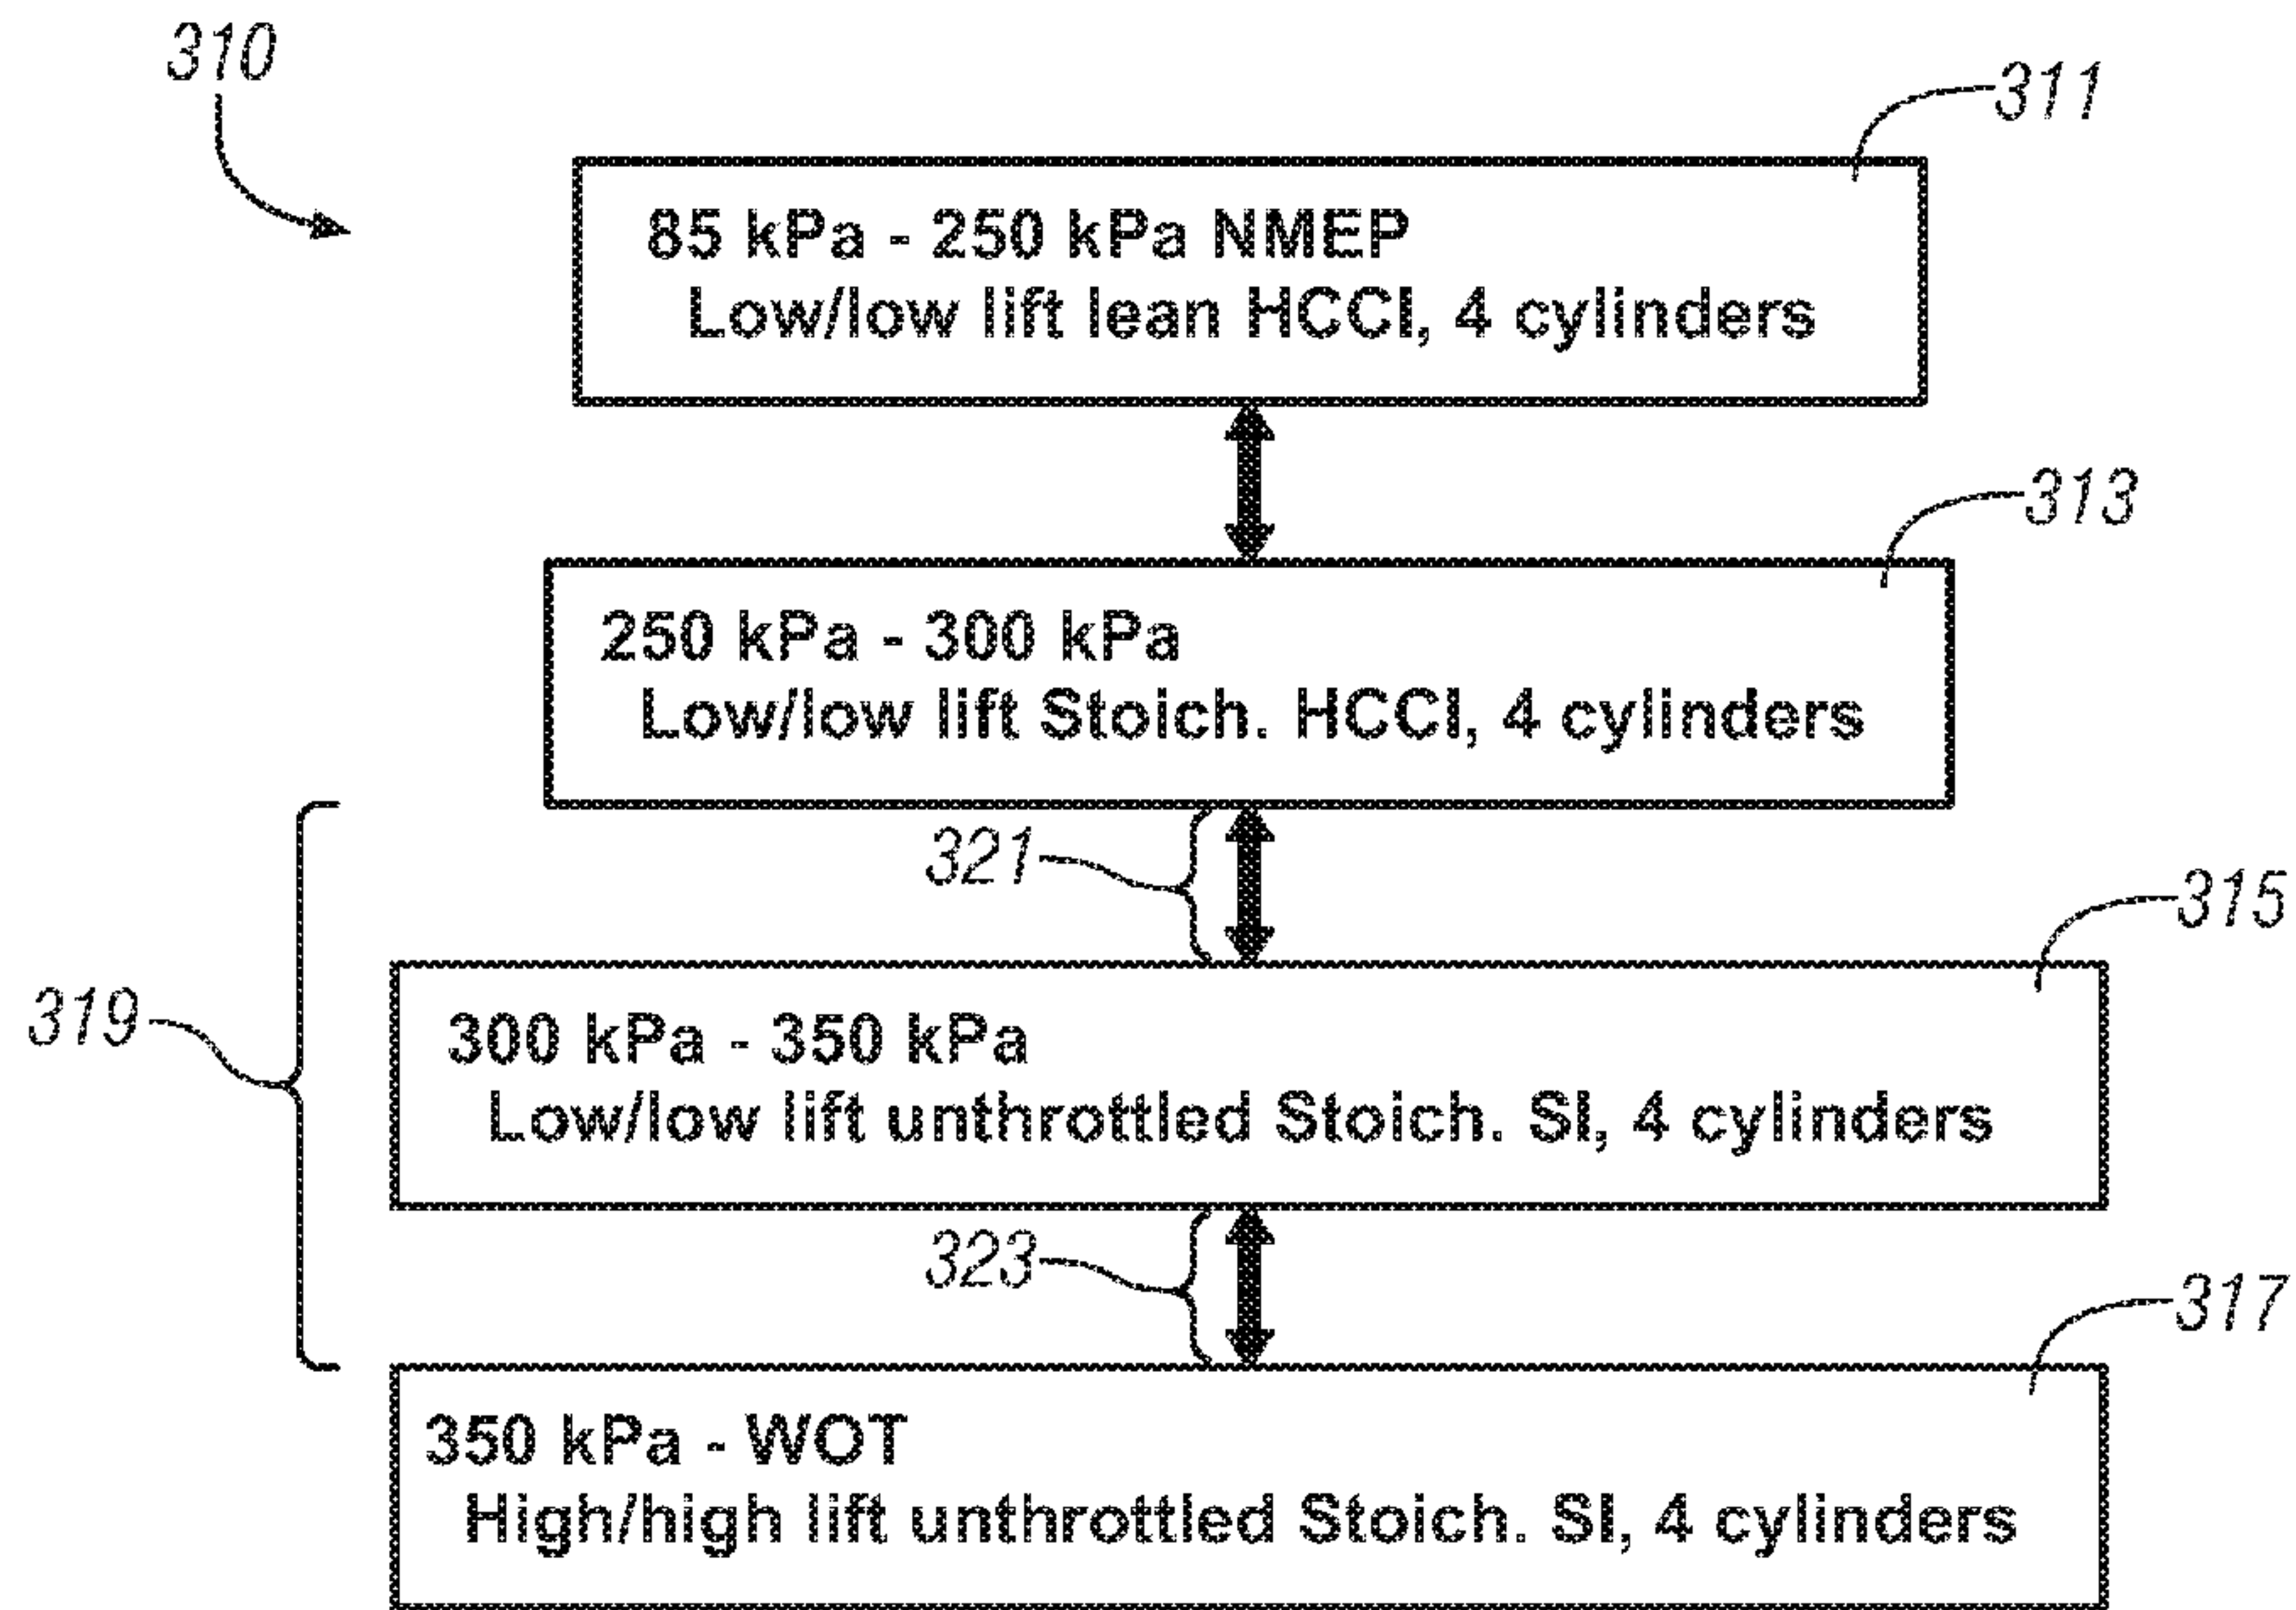 310
311
85 kPa - 250 kPa NMEP
Low/low lift lean HCCI, 4 cylinders
313
250 kPa - 300 kPa
Low/low lift Stoich. HCCI, 4 cylinders
321
315
319
300 kPa - 350 kPa
Low/low lift unthrottled Stoich. SI, 4 cylinders
323
317
350 kPa - WOT
High/high lift unthrottled Stoich. SI, 4 cylinders